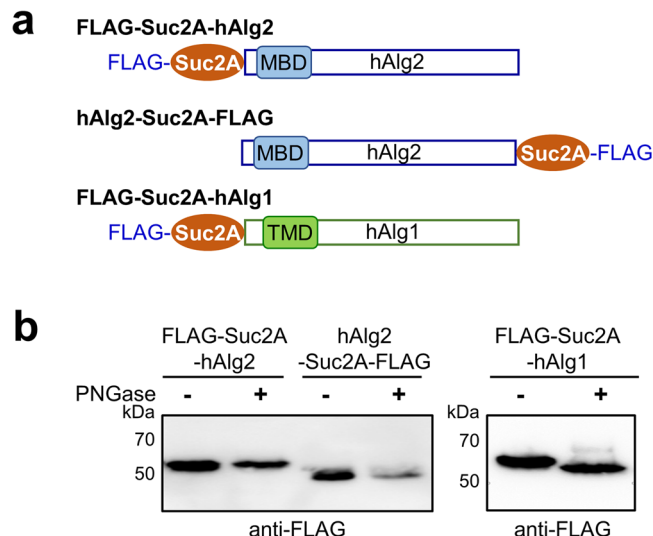 a
FLAG-Suc2A-hAlg2
FLAG-Suc2A MBD hAlg2
hAlg2-Suc2A-FLAG
MBD hAlg2 Suc2A-FLAG
FLAG-Suc2A-hAlg1
FLAG-Suc2A TMD hAlg1
b
FLAG-Suc2A
-hAlg2
hAlg2
-Suc2A-FLAG
FLAG-Suc2A
-hAlg1
PNGase - + - + - +
kDa kDa
70 70
50 50
anti-FLAG anti-FLAG